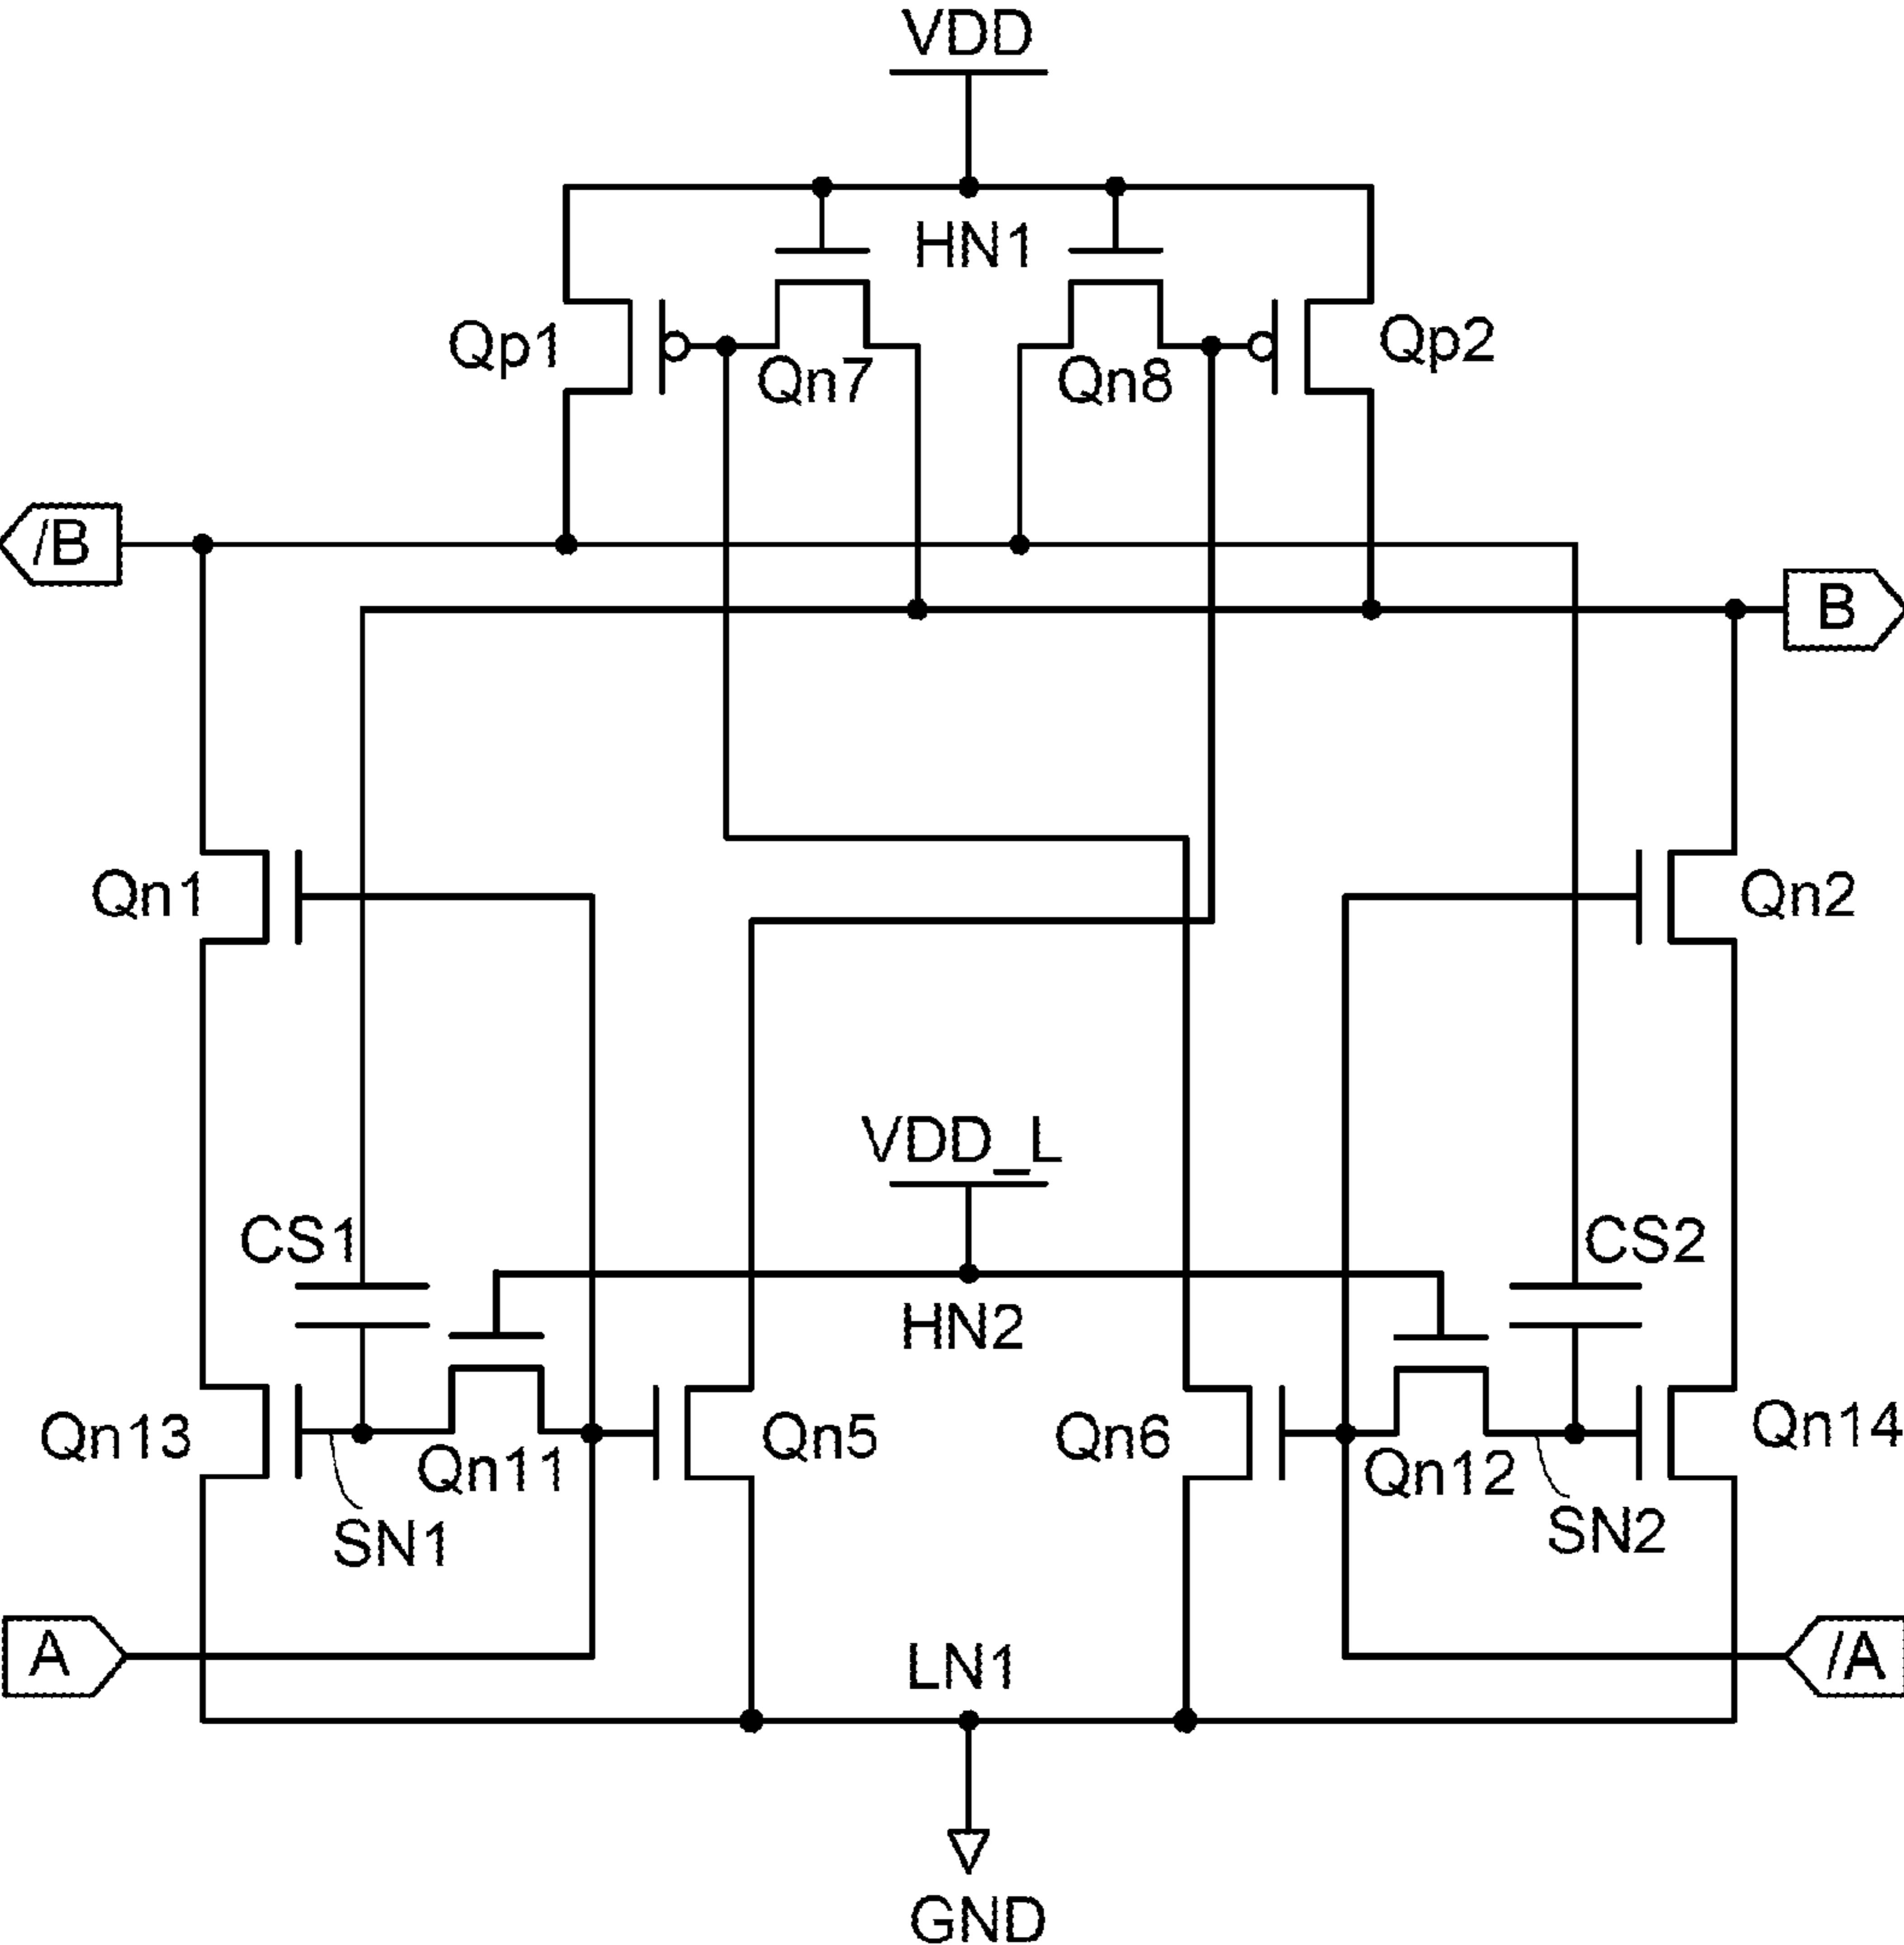 VDD
HN1
Qp1
Qn7
Qn8
Qp2
/B
B
Qn1
Qn2
VDD_L
CS1
CS2
HN2
Qn13
Qn11
Qn5
Qn6
Qn12
Qn14
SN1
SN2
A
LN1
/A
GND